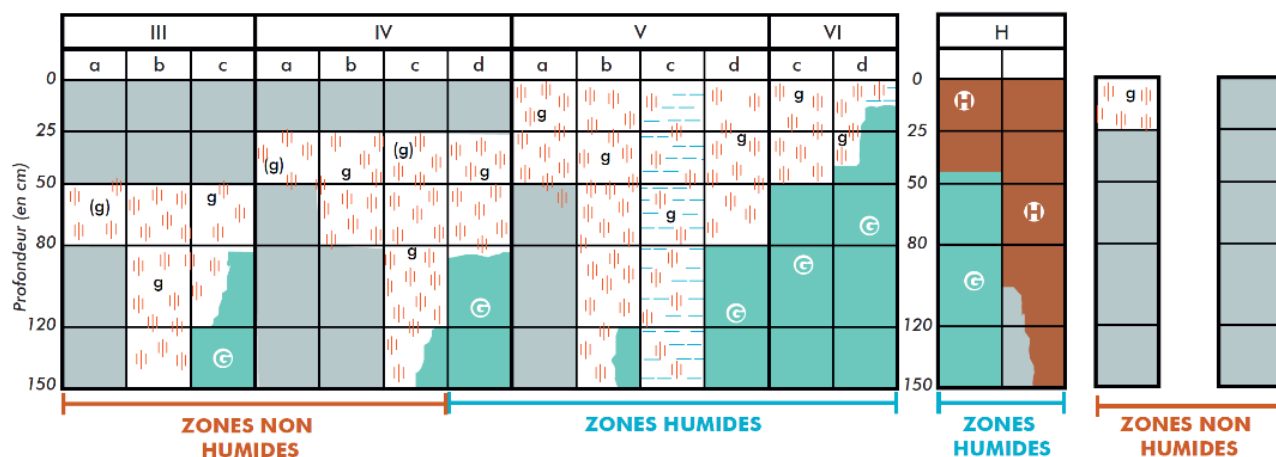 III IV V VI H
a b c a b c d a b c d c d
0 0
g g g H
25 25
(g) g (g) g g g g
50 50
(g) g g H
80 80
g g G G
G G G
120 120
G
150 150
Profondeur (en cm)
ZONES NON HUMIDES
ZONES HUMIDES
ZONES HUMIDES
ZONES NON HUMIDES